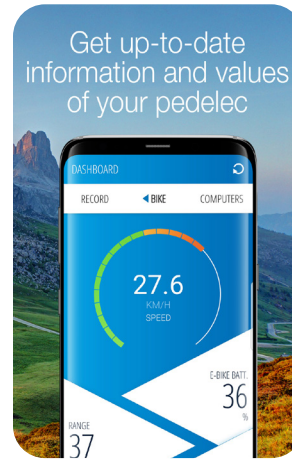 Get up-to-date
information and values
of your pedelec
DASHBOARD
RECORD
BIKE
COMPUTERS
27.6
KM/H
SPEED
E-BIKE BATT.
36
%
RANGE
37